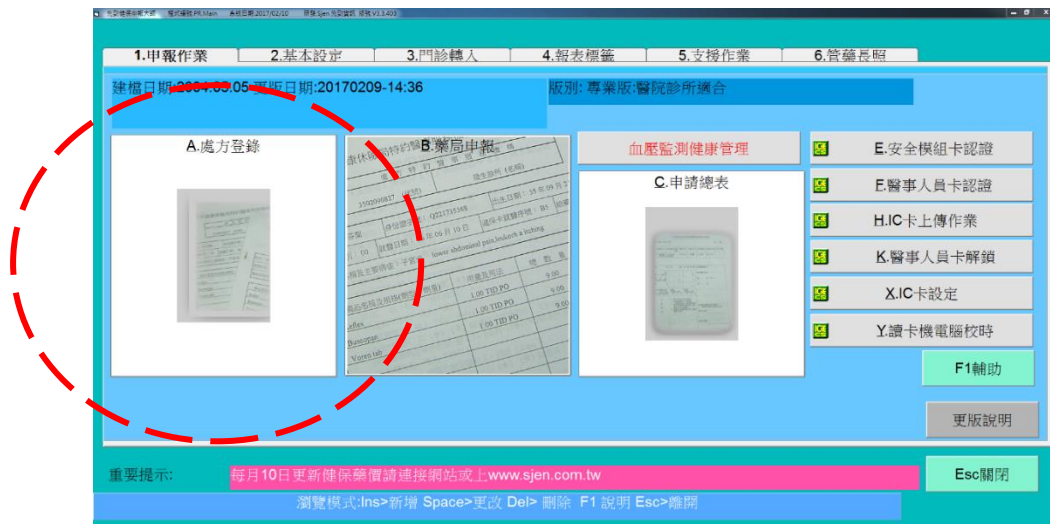 系統日期:2017/02/10
1.申報作業 2.基本設定 3.門診轉入 4.報表標籤 5.支援作業 6.管藥長照
更版日期:20170209-14:36
版別: 專業版:醫院診所適合
A.處方登錄
B.藥局申報
血壓監測健康管理
C.申請總表
E.安全模組卡認證
F.醫事人員卡認證
H.IC卡上傳作業
K.醫事人員卡解鎖
X.IC卡設定
Y.讀卡機電腦校時
F1輔助
更版說明
1.00 TID PO 9.00
1.00 TID PO 9.00
1.00 TID PO 9.00
重要提示:
每月10日更新健保藥價請連接網站或上www.sjen.com.tw
Esc關閉
瀏覽模式:Ins>新增 Space>更改 Del> 刪除 F1 說明 Esc>離開